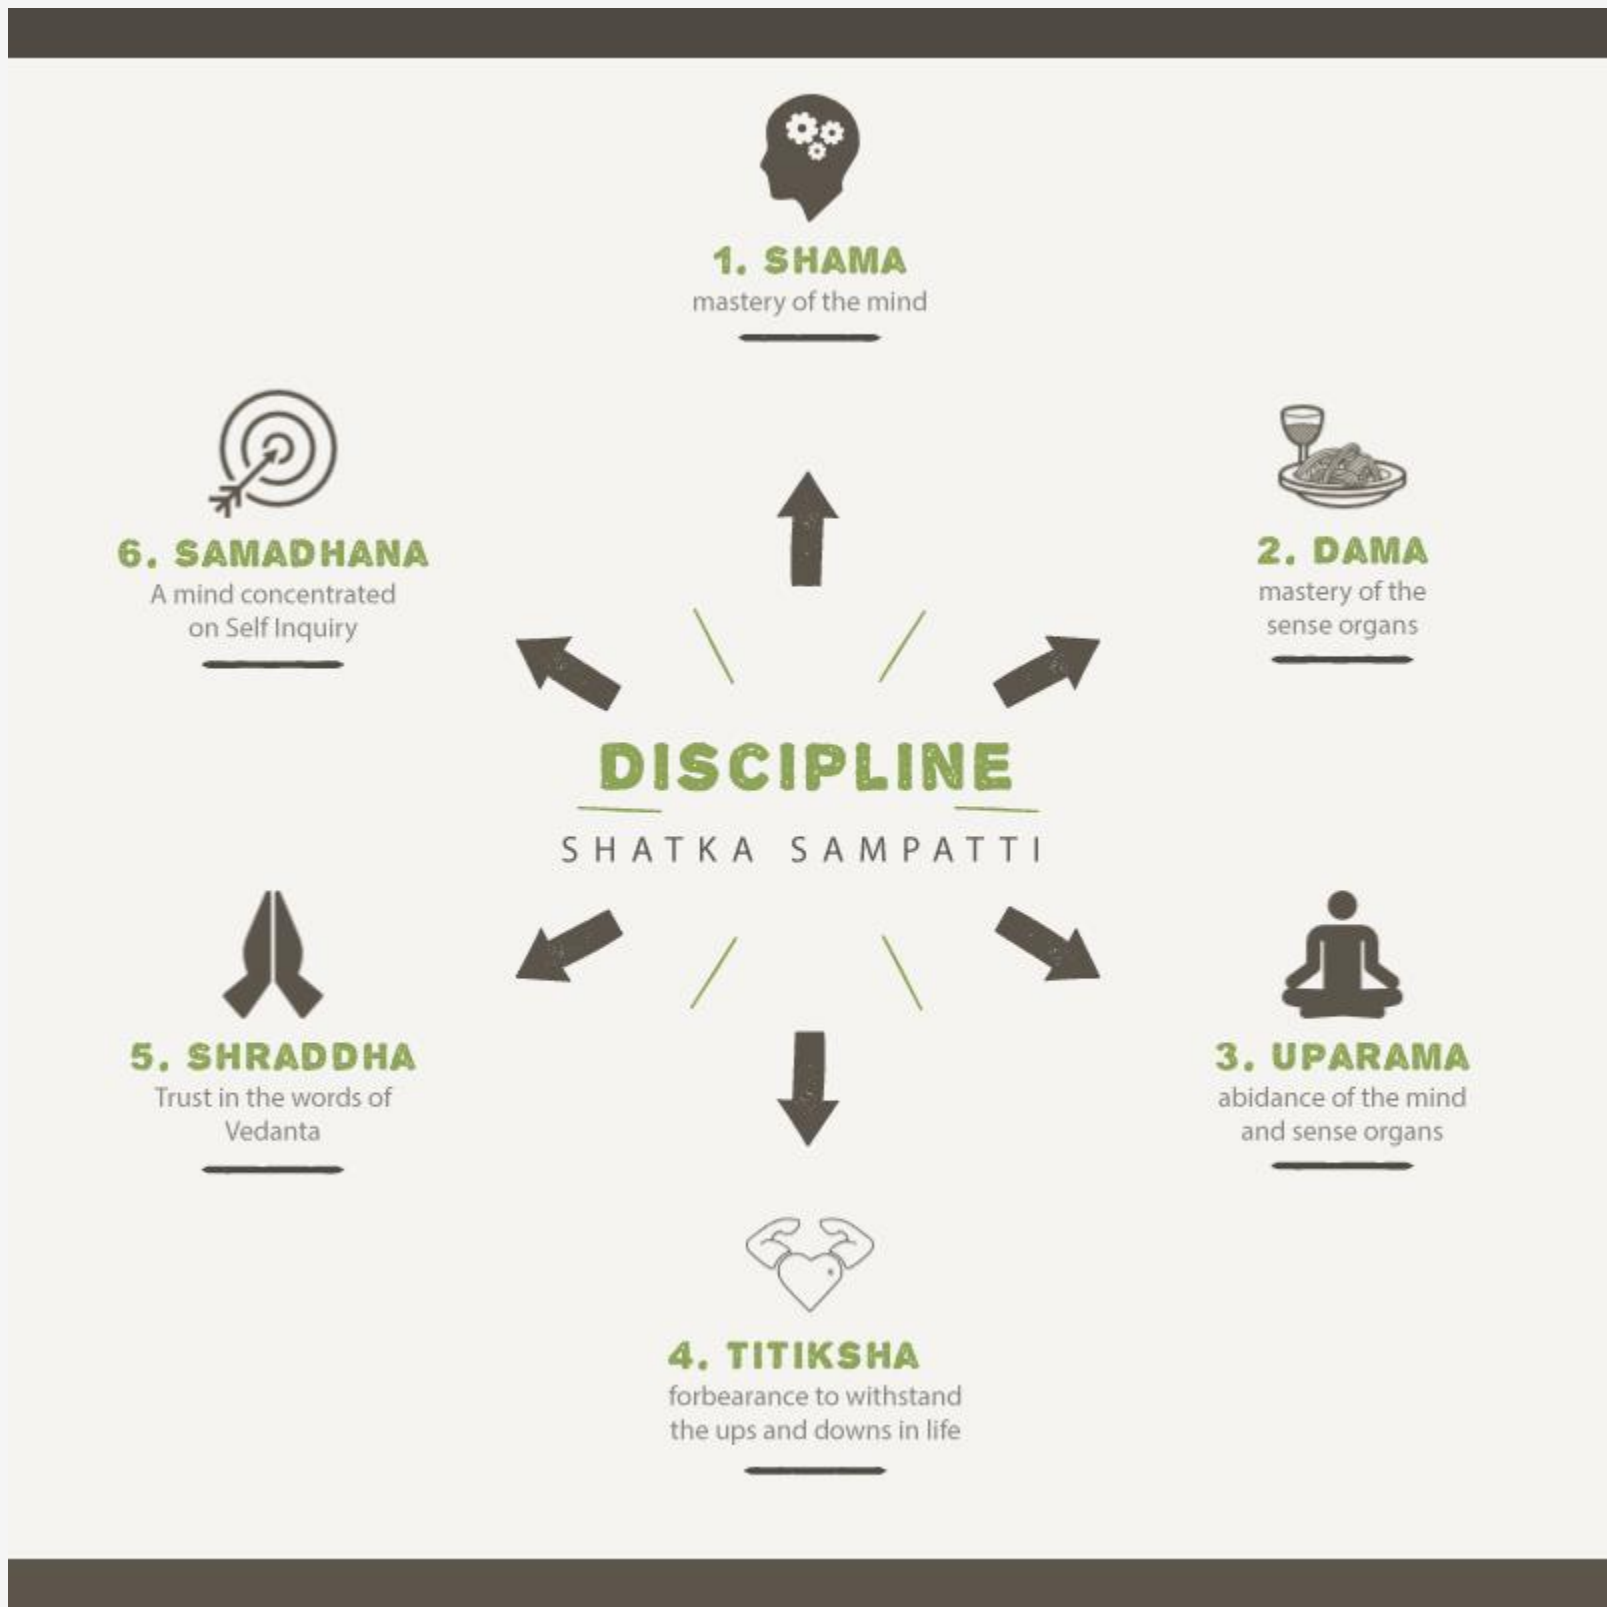 1. SHAMA
mastery of the mind
2. DAMA
mastery of the
sense organs
3. UPARAMA
abidance of the mind
and sense organs
4. TITIKSHA
forbearance to withstand
the ups and downs in life
5. SHRADDHA
Trust in the words of
Vedanta
6. SAMADHANA
A mind concentrated
on Self Inquiry
DISCIPLINE
SHATKA SAMPATTI